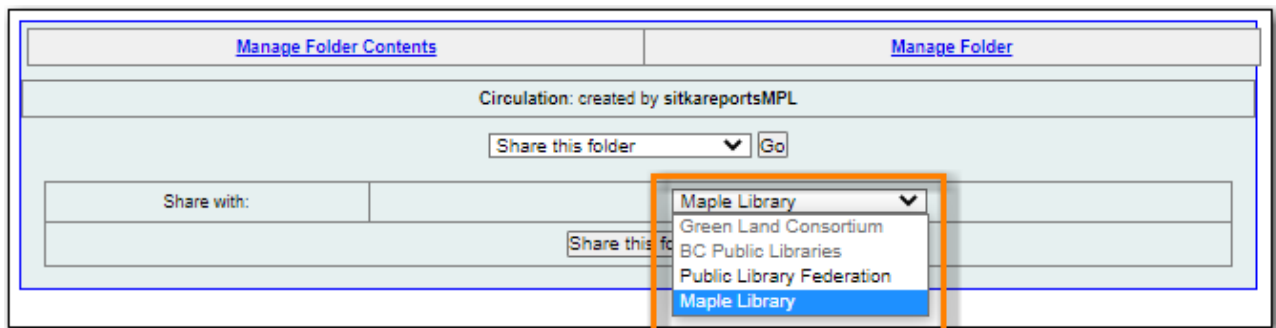 Manage Folder Contents Manage Folder
Circulation: created by sitkareportsMPL
Share this folder Go
Share with: Maple Library
Green Land Consortium
Share this
BC Public Libraries
Public Library Federation
Maple Library